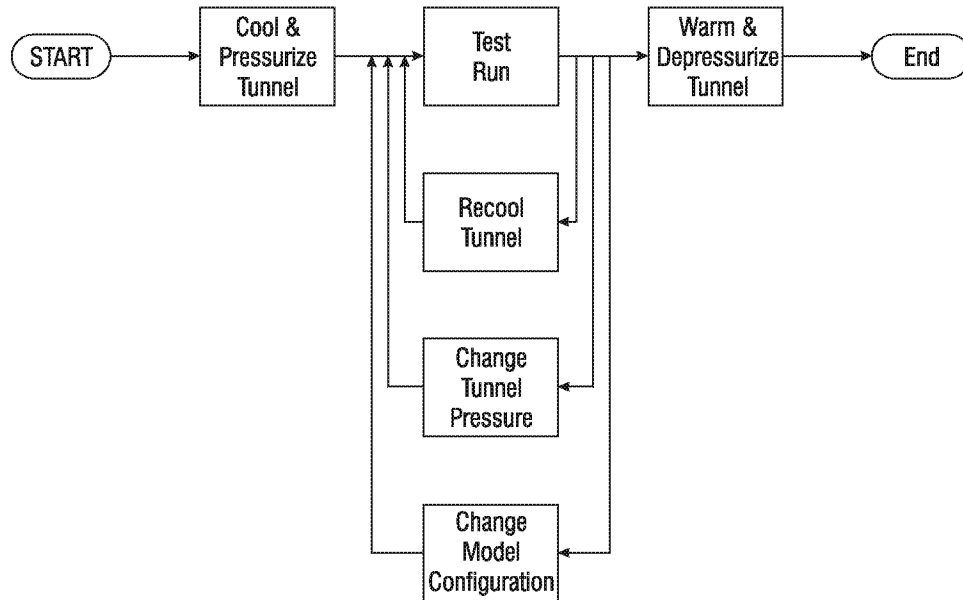 START
Cool &
Pressurize
Tunnel
Test
Run
Warm &
Depressurize
Tunnel
End
Recool
Tunnel
Change
Tunnel
Pressure
Change
Model
Configuration